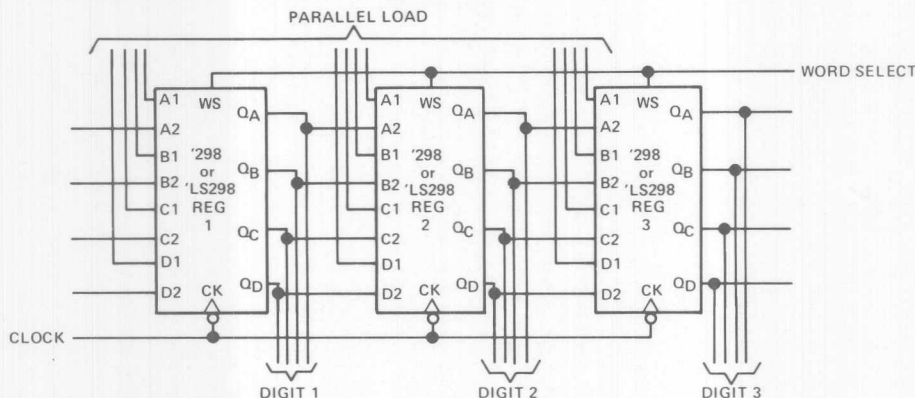 PARALLEL LOAD
WORD SELECT
A1
WS
QA
A2
B1
'298
or
'LS298
REG
1
QB
B2
C1
QC
C2
D1
QD
D2
CK
A1
WS
QA
A2
B1
'298
or
'LS298
REG
2
QB
B2
C1
QC
C2
D1
QD
D2
CK
A1
WS
QA
A2
B1
'298
or
'LS298
REG
3
QB
B2
C1
QC
C2
D1
QD
D2
CK
CLOCK
DIGIT 1
DIGIT 2
DIGIT 3